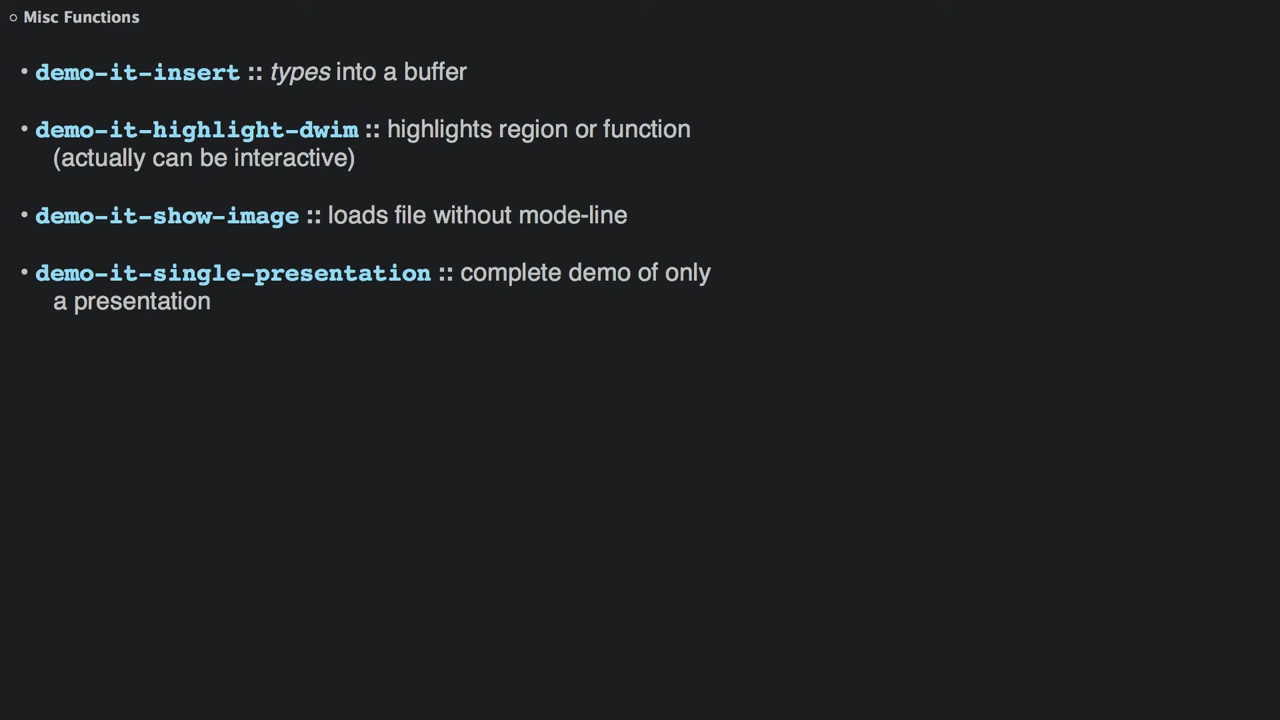 ○ Misc Functions
• demo-it-insert :: types into a buffer
• demo-it-highlight-dwim :: highlights region or function
(actually can be interactive)
• demo-it-show-image :: loads file without mode-line
• demo-it-single-presentation :: complete demo of only
a presentation